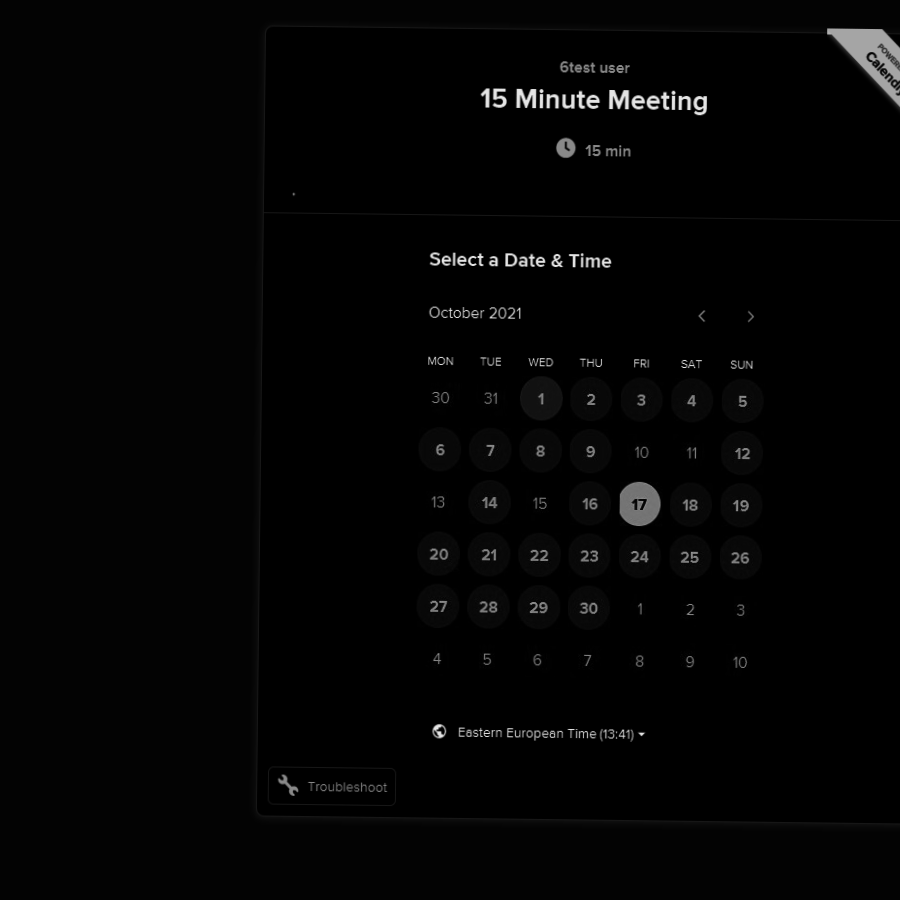 6test user
15 Minute Meeting
15 min
Calendly
Select a Date & Time
October 2021
MON TUE WED THU FRI SAT SUN
30 31 1 2 3 4 5
6 7 8 9 10 11 12
13 14 15 16 17 18 19
20 21 22 23 24 25 26
27 28 29 30 1 2 3
4 5 6 7 8 9 10
Eastern European Time (13:41)
Troubleshoot